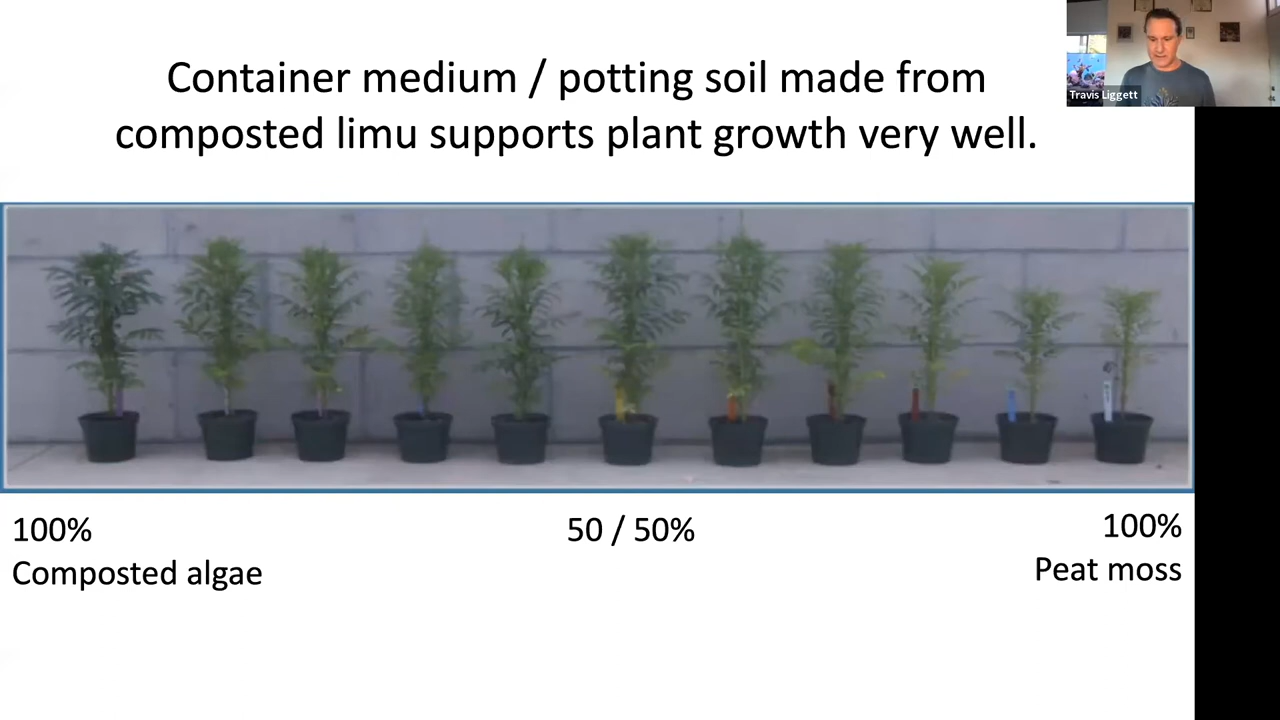 Container medium / potting soil made from
composted limu supports plant growth very well.
Travis Liggett
100%
Composted algae
50 / 50%
100%
Peat moss